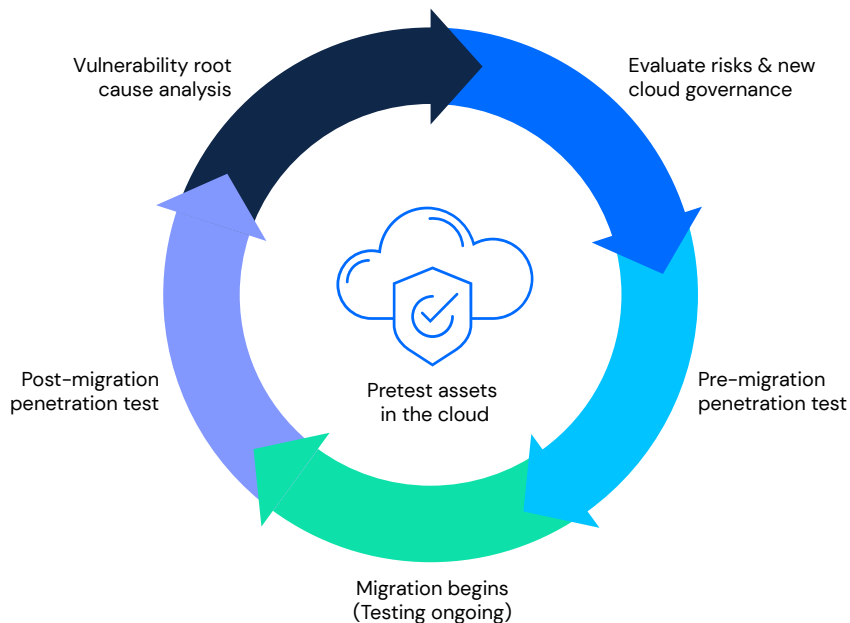 Vulnerability root
cause analysis
Evaluate risks & new
cloud governance
Pretest assets
in the cloud
Post-migration
penetration test
Pre-migration
penetration test
Migration begins
(Testing ongoing)